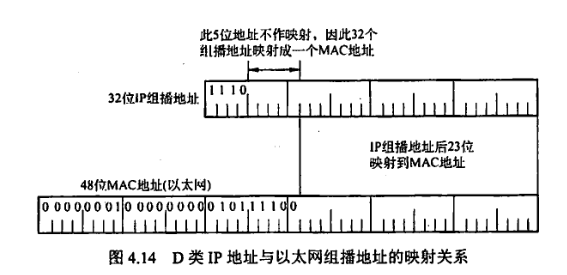 此5位地址不作映射，因此32个
组播地址映射成一个MAC地址
1 1 1 0
32位IP组播地址
IP组播地址后23位
映射到MAC地址
48位MAC地址(以太网)
0 0 0 0 0 0 0 1 0 0 0 0 0 0 0 0 0 1 0 1 1 1 1 0 0
图 4.14 D 类 IP 地址与以太网组播地址的映射关系